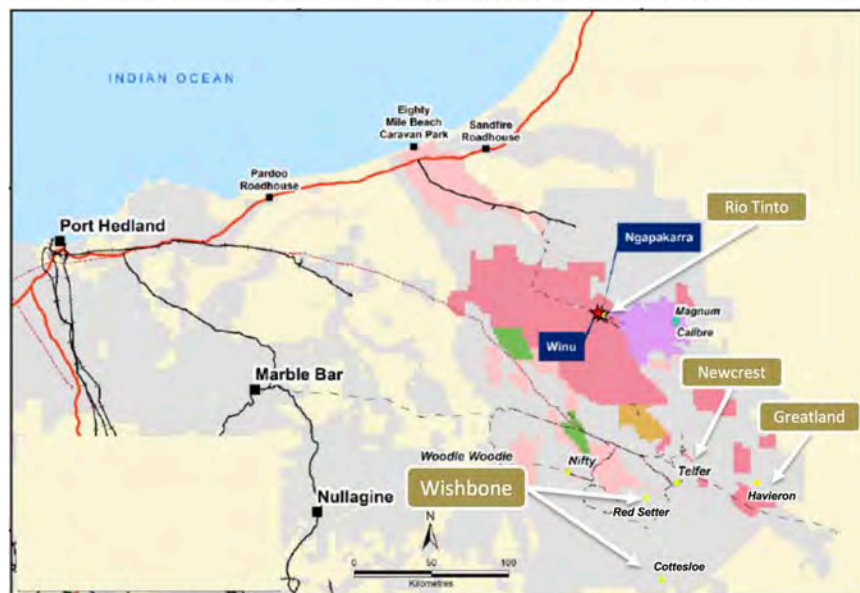 INDIAN OCEAN
Eighty
Mile Beach
Caravan Park
Sandfire
Roadhouse
Pardoo
Roadhouse
Rio Tinto
Port Hedland
Ngapakarra
Magnum
Calibre
Winu
Newcrest
Marble Bar
Greatland
Woodie Woodie
Nifty
Telfer
Wishbone
Havieron
Nullagine
Red Setter
N
Cottesloe
0 50 100
Kilometres